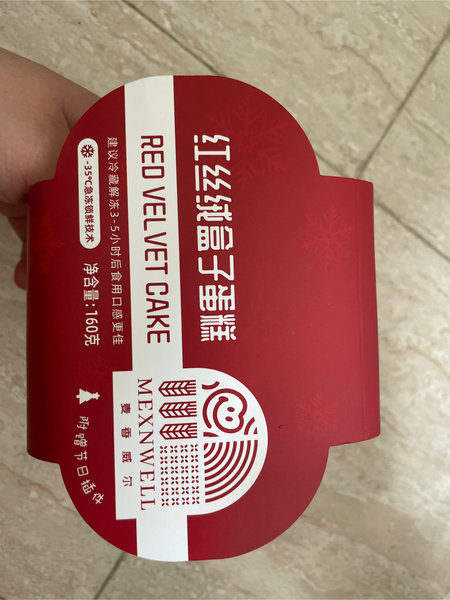 红丝绒盒子蛋糕
RED VELVET CAKE
建议冷藏解冻3-5小时后食用口感更佳
-35℃急冻锁鲜技术
净含量:160克
附赠节日插件
MEXNWELL
麦香威尔